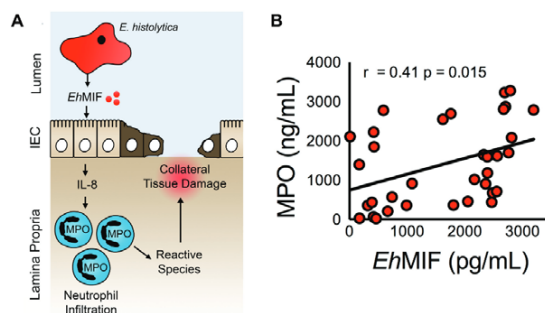 A
E. histolytica
Lumen
EhMIF
IEC
IL-8
Collateral
Tissue Damage
Lamina Propria
MPO
MPO
MPO
Reactive
Species
Neutrophil
Infiltration
B
r = 0.41 p = 0.015
MPO (ng/mL)
4000
3000
2000
1000
0
0 1000 2000 3000
EhMIF (pg/mL)